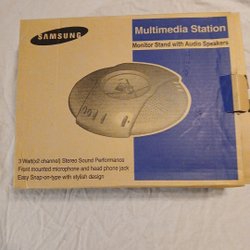 SAMSUNG
Multimedia Station
Monitor Stand with Audio Speakers
3 Watt(x2 channel) Stereo Sound Performance
Front mounted microphone and head phone jack
Easy Snap-on-type with stylish design